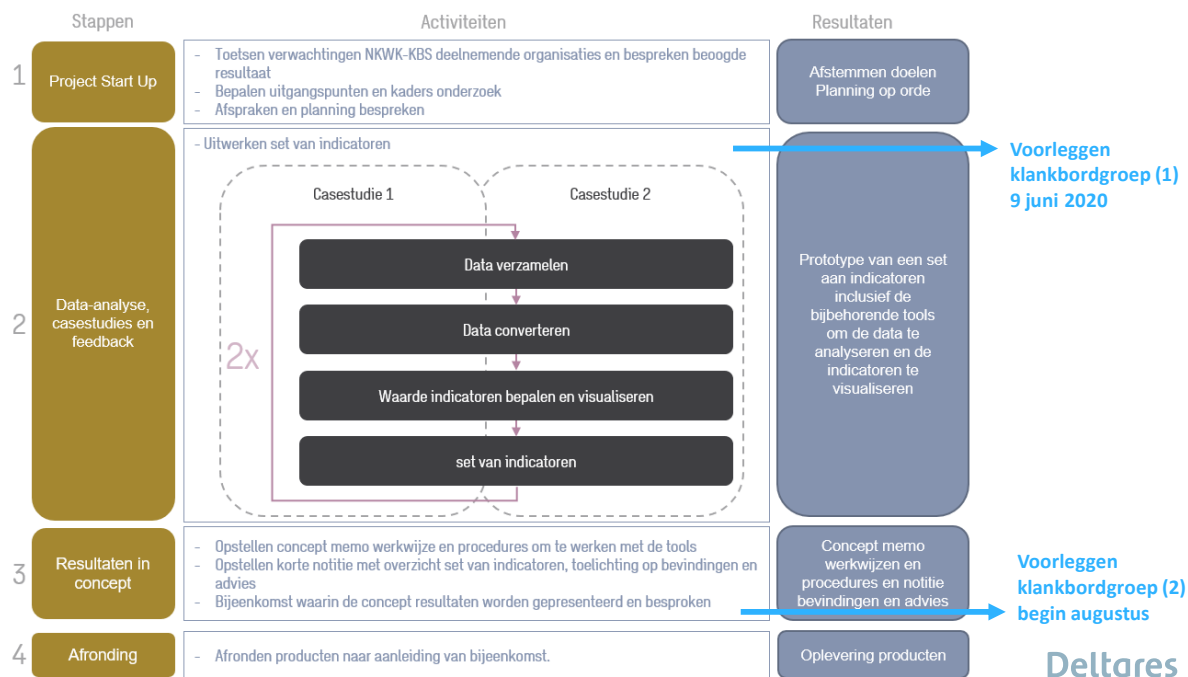 Stappen
Activiteiten
Resultaten
1
Project Start Up
- Toetsen verwachtingen NKWK-KBS deelnemende organisaties en bespreken beoogde
resultaat
- Bepalen uitgangspunten en kaders onderzoek
- Afspraken en planning bespreken
Afstemmen doelen
Planning op orde
2
Data-analyse,
casestudies en
feedback
- Uitwerken set van indicatoren
Casestudie 1
Casestudie 2
2x
Data verzamelen
Data converteren
Waarde indicatoren bepalen en visualiseren
set van indicatoren
Prototype van een set
aan indicatoren
inclusief de
bijbehorende tools
om de data te
analyseren en de
indicatoren te
visualiseren
Voorleggen
klankbordgroep (1)
9 juni 2020
3
Resultaten in
concept
- Opstellen concept memo werkwijze en procedures om te werken met de tools
- Opstellen korte notitie met overzicht set van indicatoren, toelichting op bevindingen en
advies
- Bijeenkomst waarin de concept resultaten worden gepresenteerd en besproken
Concept memo
werkwijzen en
procedures en notitie
bevindingen en advies
Voorleggen
klankbordgroep (2)
begin augustus
4
Afronding
- Afronden producten naar aanleiding van bijeenkomst.
Oplevering producten
Deltares